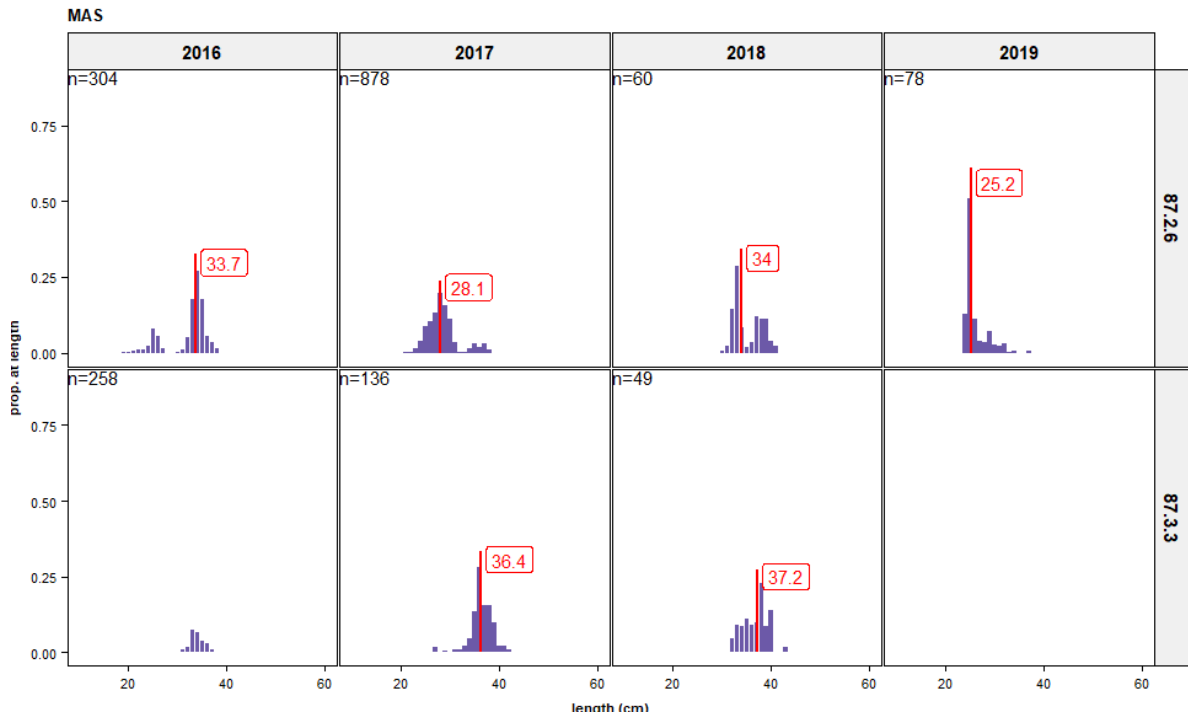 MAS
2016 2017 2018 2019
n=304 n=878 n=60 n=78
33.7 28.1 34 25.2
87.2.6
n=258 n=136 n=49
36.4 37.2
87.3.3
prop. at length
0.75
0.50
0.25
0.00
0.75
0.50
0.25
0.00
20 40 60 20 40 60 20 40 60 20 40 60
length (cm)